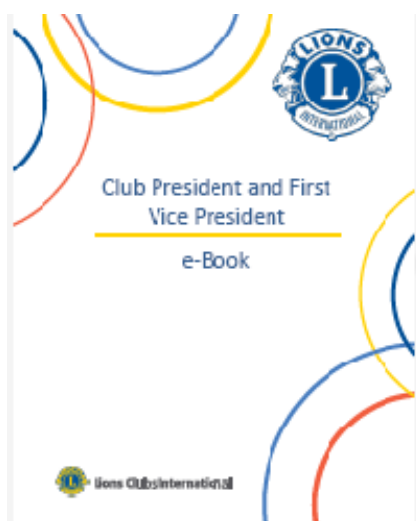 LIONS
L
INTERNATIONAL
Club President and First
Vice President
e-Book
Lions Clubs International